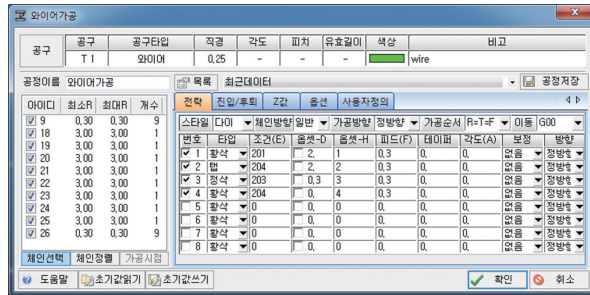 와이어가공
공구 공구 공구타입 직경 각도 피치 유효길이 색상 비고
T 1 와이어 0,25 - - - wire
공정이름 와이어가공 목록 최근데이터 공정저장
전략 진입/후퇴 Z값 옵션 사용자정의
스타일 다이 체인방향 일반 가공방향 정방향 가공순서 R=T=F 이동 G00
아이디 최소R 최대R 개수
9 0,30 0,30 9
18 3,00 3,00 1
19 3,00 3,00 1
20 3,00 3,00 1
21 3,00 3,00 1
22 3,00 3,00 1
23 3,00 3,00 1
24 3,00 3,00 1
25 3,00 3,00 1
26 0,30 0,30 9
번호 타입 조건(E) 옵셋-D 옵셋-H 피드(F) 테이퍼 각도(A) 보정 방향
1 황삭 201 2, 1 0,3 0, 0, 없음 정방향
2 탭 204 2, 2 0,3 0, 0, 없음 정방향
3 정삭 203 0,3 3 0,3 0, 0, 없음 정방향
4 황삭 204 0, 4 0,3 0, 0, 없음 정방향
5 황삭 0 0, 0 0, 0, 0, 없음 정방향
6 황삭 0 0, 0 0, 0, 0, 없음 정방향
7 황삭 0 0, 0 0, 0, 0, 없음 정방향
8 황삭 0 0, 0 0, 0, 0, 없음 정방향
체인선택 체인정렬 가공시점
도움말 초기값읽기 초기값쓰기 확인 취소